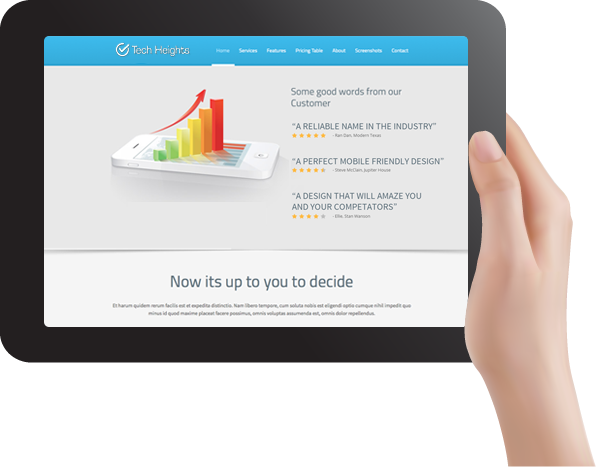 Tech Heights
Home Services Features Pricing Table About Screenshots Contact
Some good words from our
Customer
“A RELIABLE NAME IN THE INDUSTRY”
- Ran Dan, Modern Texas
“A PERFECT MOBILE FRIENDLY DESIGN”
- Steve McClain, Jupiter House
“A DESIGN THAT WILL AMAZE YOU
AND YOUR COMPETATORS”
- Ellie, Stan Wanson
Now its up to you to decide
Et harum quidem rerum facilis est et expedita distinctio. Nam libero tempore, cum soluta nobis est eligendi optio cumque nihil impedit quo
minus id quod maxime placeat facere possimus, omnis voluptas assumenda est, omnis dolor repellendus.